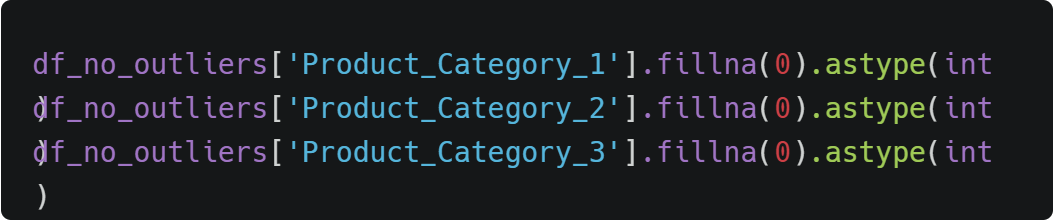 df_no_outliers['Product_Category_1'].fillna(0).astype(int
)
df_no_outliers['Product_Category_2'].fillna(0).astype(int
)
df_no_outliers['Product_Category_3'].fillna(0).astype(int
)